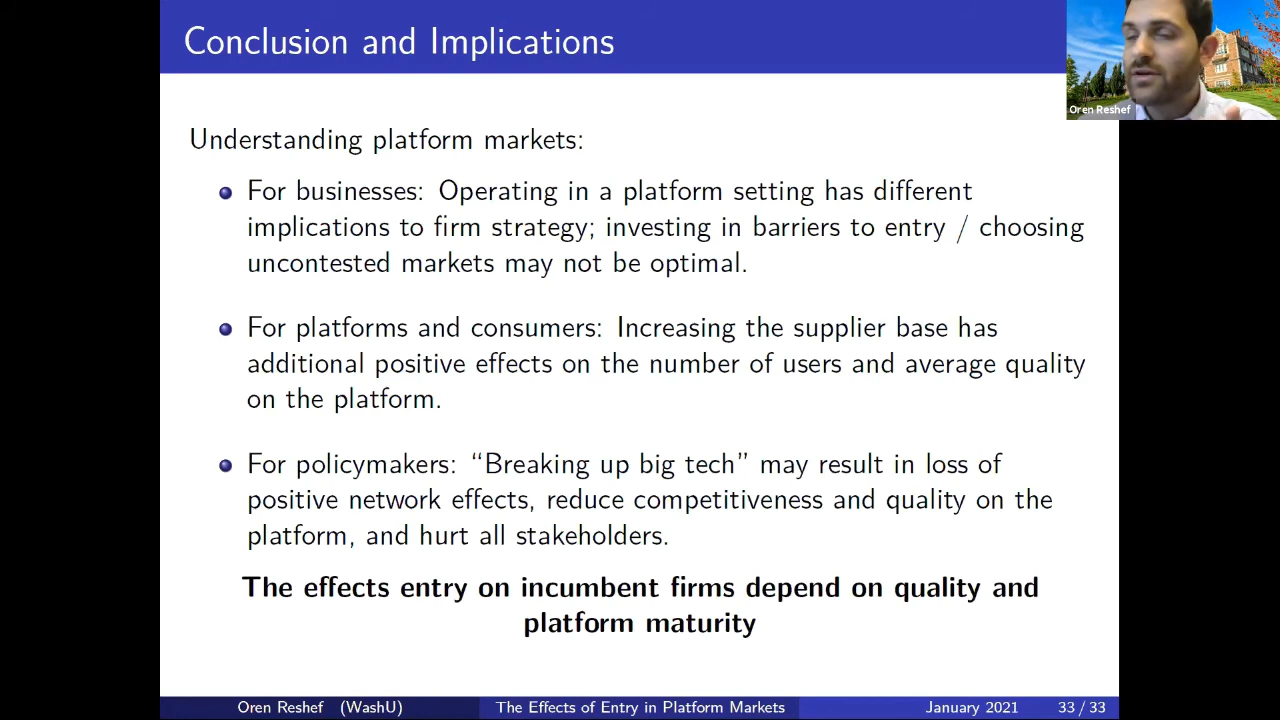 Conclusion and Implications
Oren Reshef
Understanding platform markets:
For businesses: Operating in a platform setting has different
implications to firm strategy; investing in barriers to entry / choosing
uncontested markets may not be optimal.
For platforms and consumers: Increasing the supplier base has
additional positive effects on the number of users and average quality
on the platform.
For policymakers: “Breaking up big tech” may result in loss of
positive network effects, reduce competitiveness and quality on the
platform, and hurt all stakeholders.
The effects entry on incumbent firms depend on quality and
platform maturity
Oren Reshef (WashU) The Effects of Entry in Platform Markets January 2021 33 / 33